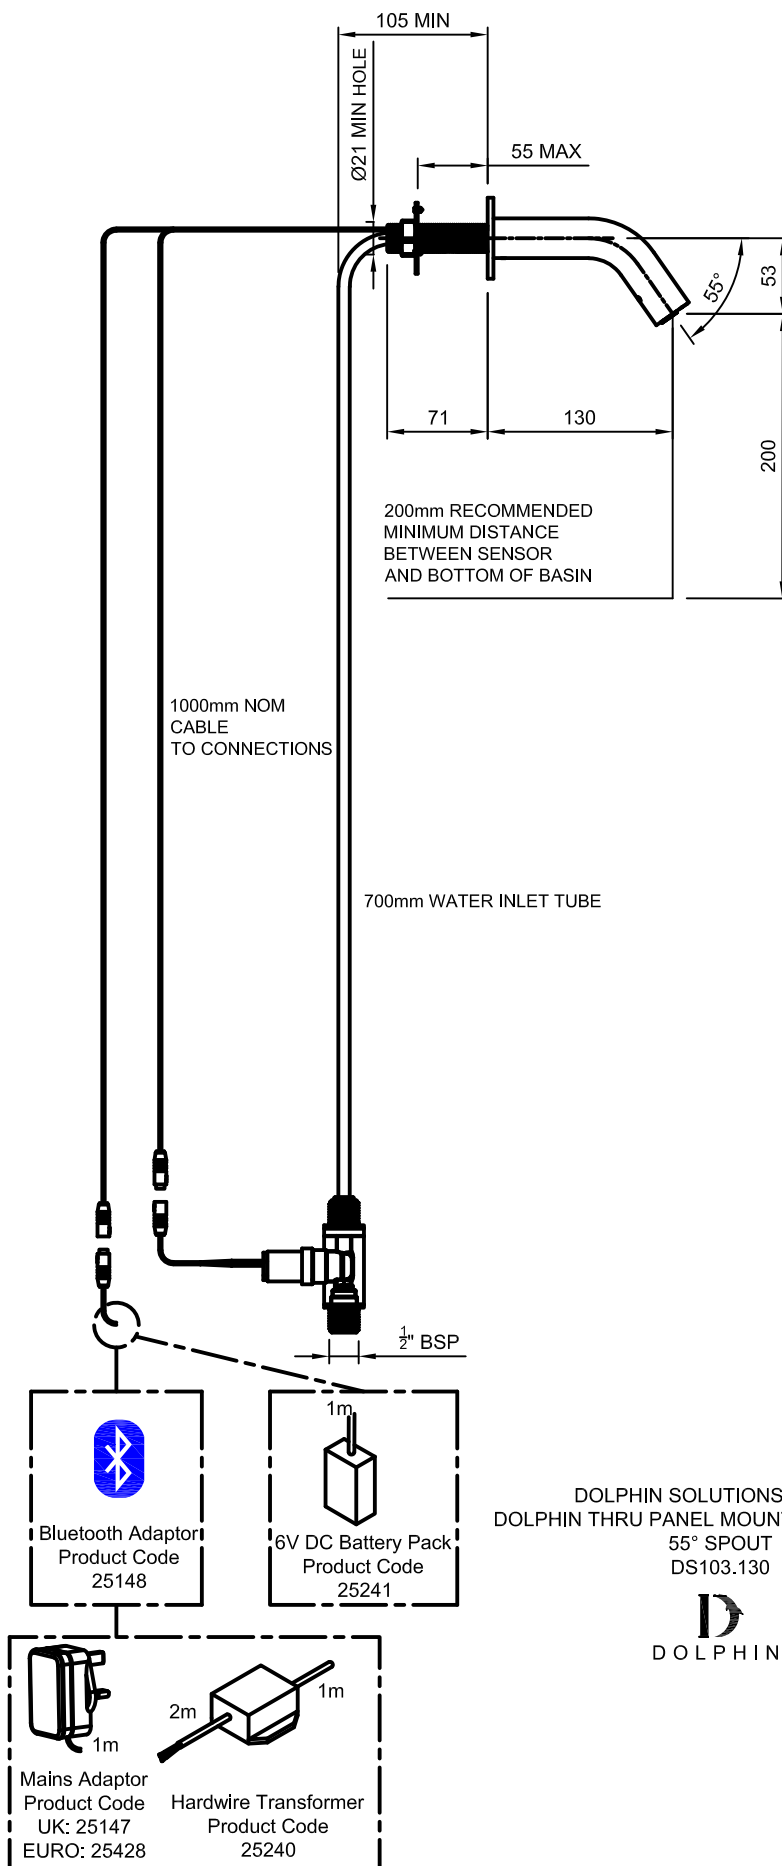 105 MIN
Ø21 MIN HOLE
55 MAX
55°
53
71
130
200
200mm RECOMMENDED
MINIMUM DISTANCE
BETWEEN SENSOR
AND BOTTOM OF BASIN
1000mm NOM
CABLE
TO CONNECTIONS
700mm WATER INLET TUBE
½" BSP
Bluetooth Adaptor
Product Code
25148
1m
6V DC Battery Pack
Product Code
25241
DOLPHIN SOLUTIONS
DOLPHIN THRU PANEL MOUN
55° SPOUT
DS103.130
DOLPHIN
1m
Mains Adaptor
Product Code
UK: 25147
EURO: 25428
2m
1m
Hardwire Transformer
Product Code
25240